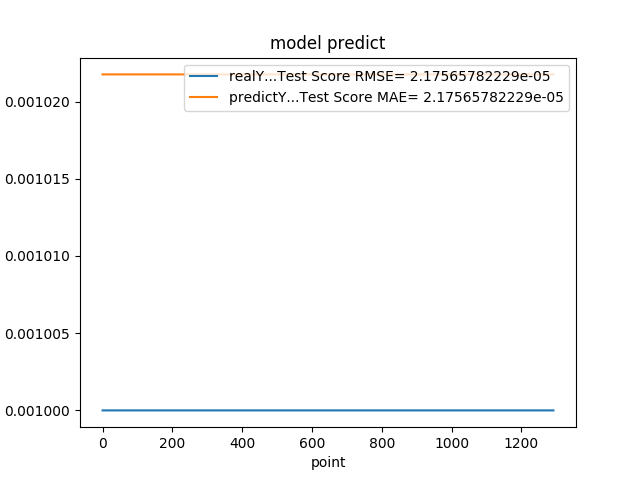 model predict
realY...Test Score RMSE= 2.17565782229e-05
predictY...Test Score MAE= 2.17565782229e-05
0.001020
0.001015
0.001010
0.001005
0.001000
0 200 400 600 800 1000 1200
point